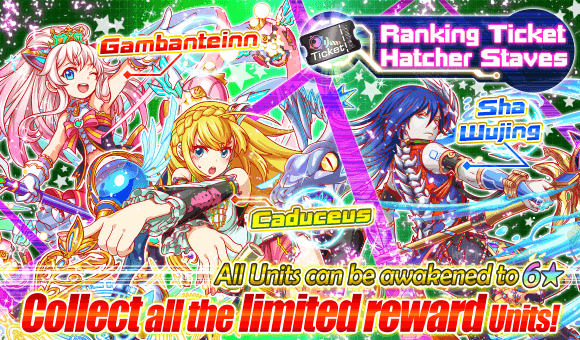 Gambanteinn
Ticket!
Ranking Ticket
Hatcher Staves
Sha
Wujing
Caduceus
All Units can be awakened to 6★
Collect all the limited reward Units!